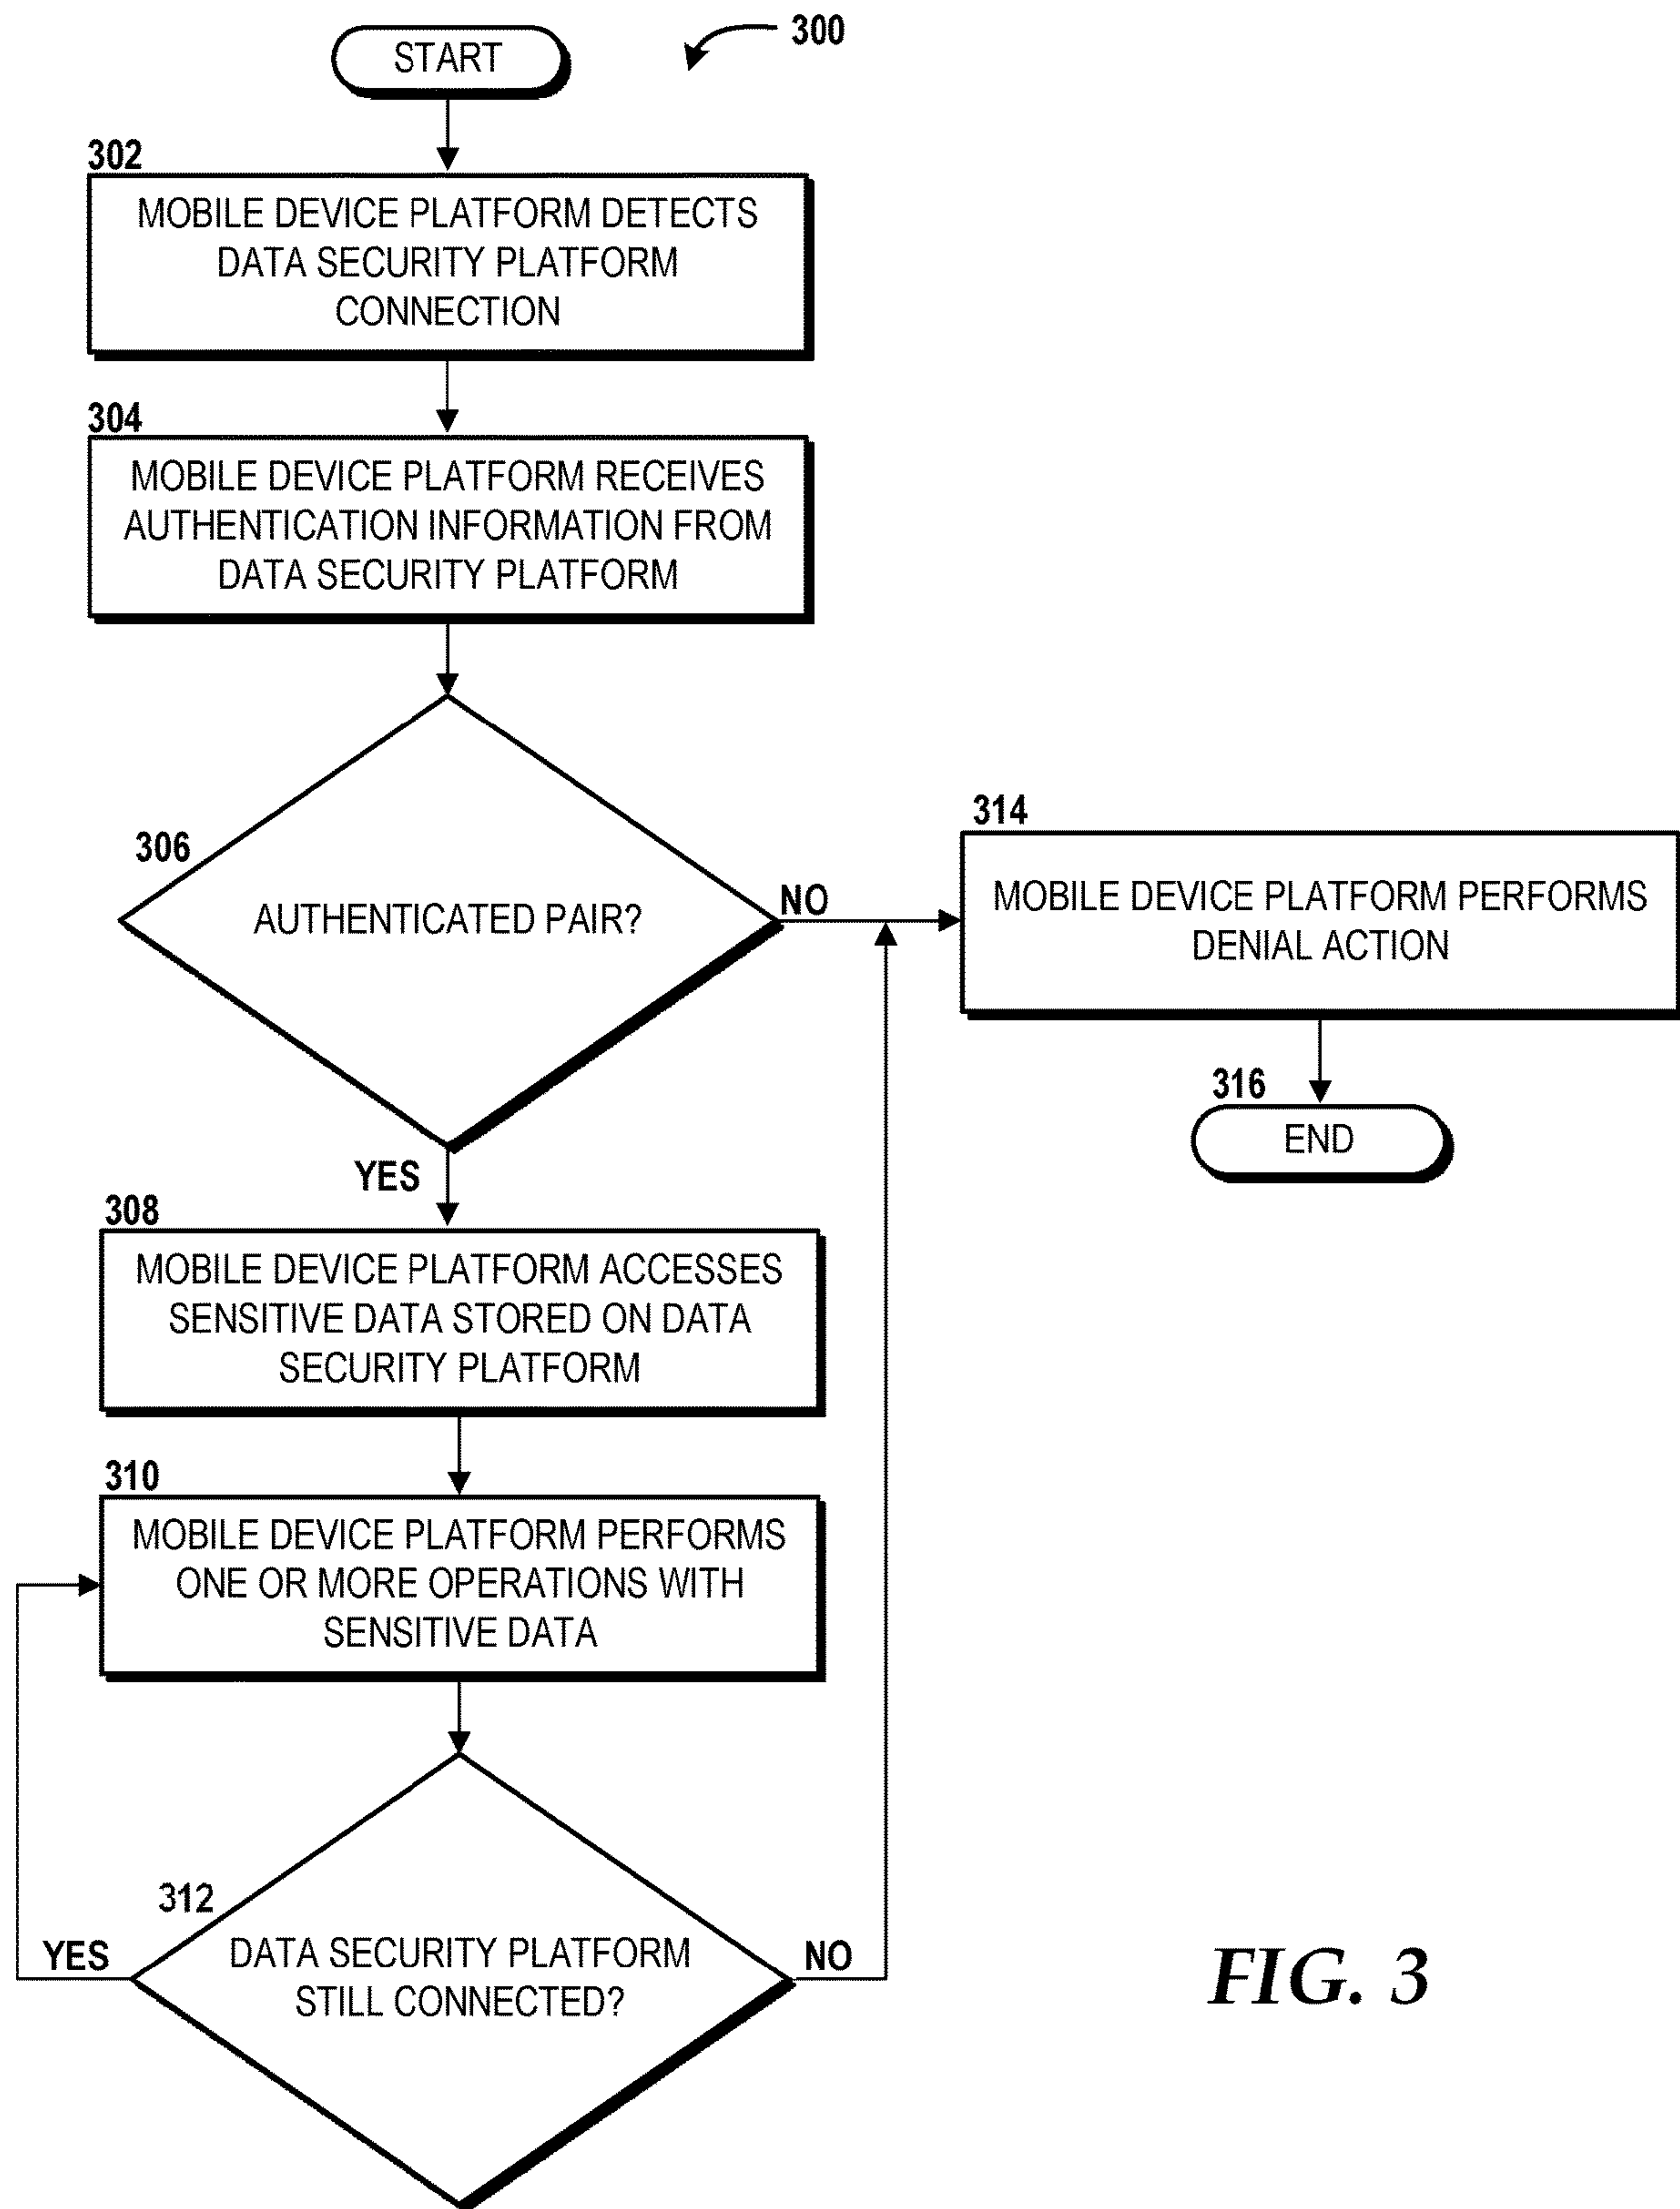 START
300
302
MOBILE DEVICE PLATFORM DETECTS
DATA SECURITY PLATFORM
CONNECTION
304
MOBILE DEVICE PLATFORM RECEIVES
AUTHENTICATION INFORMATION FROM
DATA SECURITY PLATFORM
306
AUTHENTICATED PAIR?
NO
314
MOBILE DEVICE PLATFORM PERFORMS
DENIAL ACTION
316
END
YES
308
MOBILE DEVICE PLATFORM ACCESSES
SENSITIVE DATA STORED ON DATA
SECURITY PLATFORM
310
MOBILE DEVICE PLATFORM PERFORMS
ONE OR MORE OPERATIONS WITH
SENSITIVE DATA
312
YES
DATA SECURITY PLATFORM
STILL CONNECTED?
NO
FIG. 3